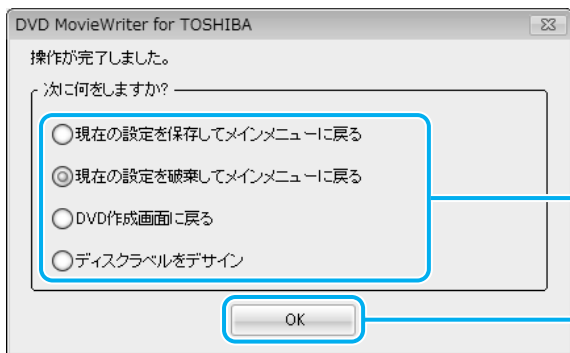 DVD MovieWriter for TOSHIBA
操作が完了しました。
次に何をしますか?
現在の設定を保存してメインメニューに戻る
現在の設定を破棄してメインメニューに戻る
DVD作成画面に戻る
ディスクラベルをデザイン
OK